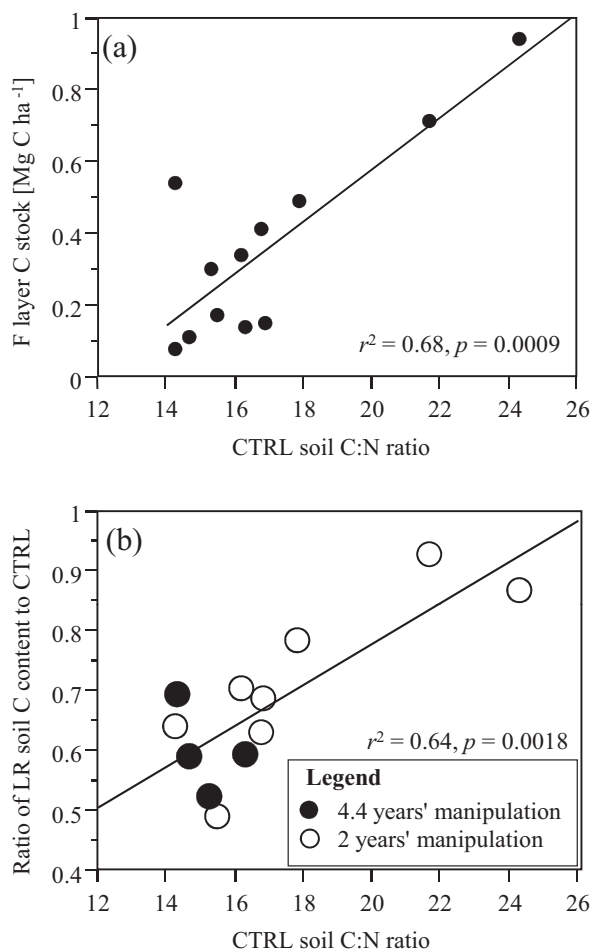 (a)
1
0.8
0.6
0.4
0.2
0
F layer C stock [Mg C ha⁻¹]
r² = 0.68, p = 0.0009
12 14 16 18 20 22 24 26
CTRL soil C:N ratio
(b)
1
0.9
0.8
0.7
0.6
0.5
0.4
Ratio of LR soil C content to CTRL
r² = 0.64, p = 0.0018
Legend
4.4 years' manipulation
2 years' manipulation
12 14 16 18 20 22 24 26
CTRL soil C:N ratio